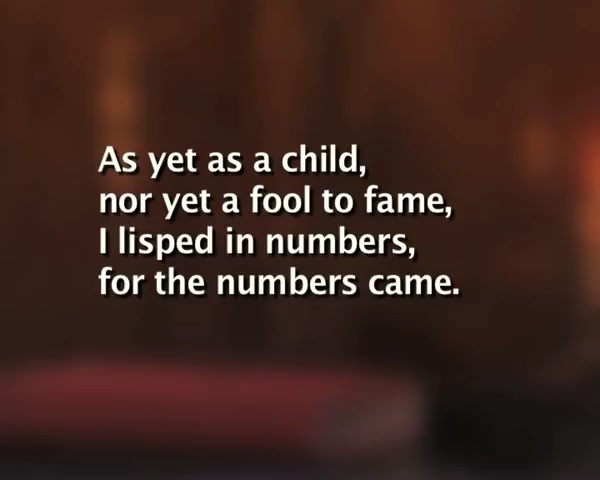 As yet as a child,
nor yet a fool to fame,
I lisped in numbers,
for the numbers came.